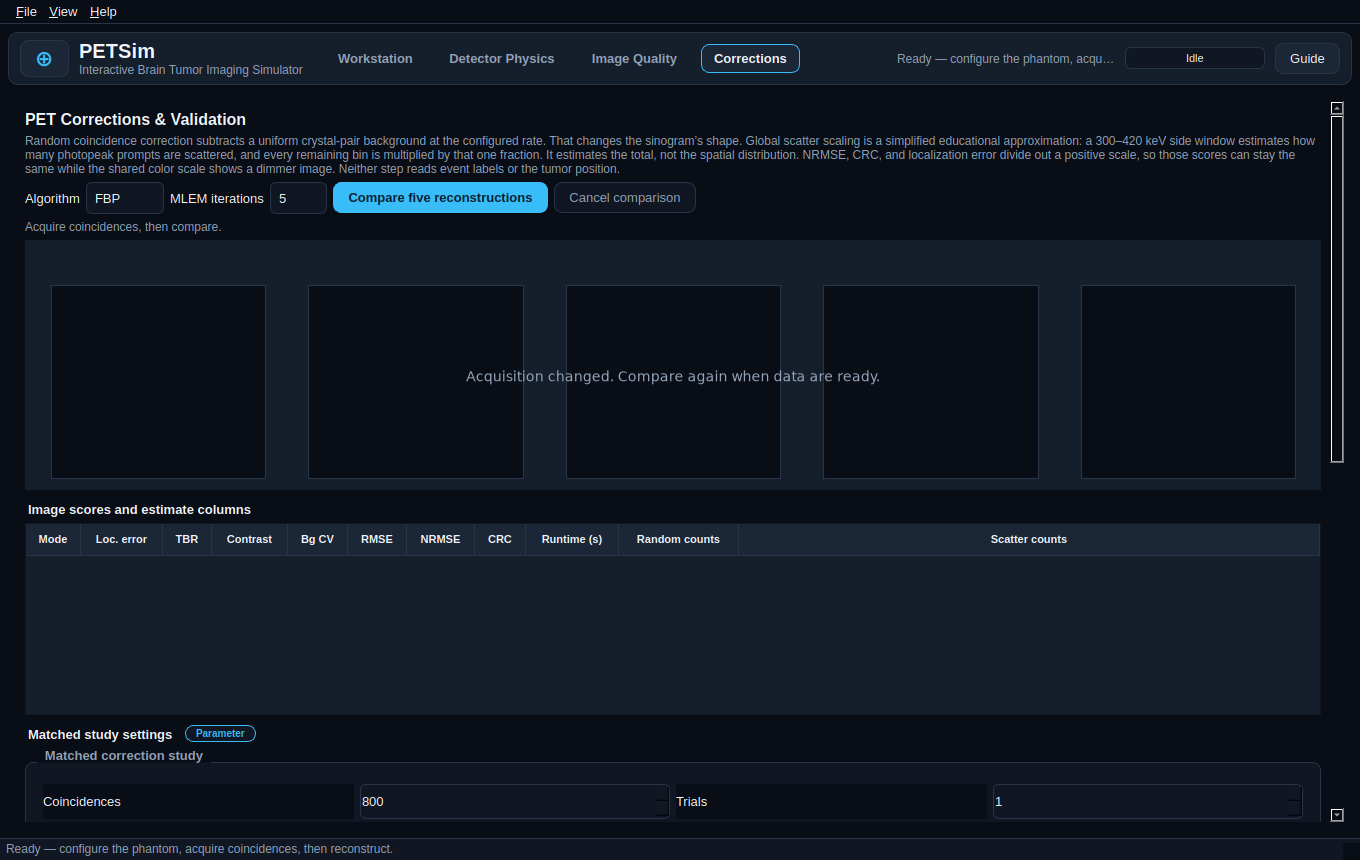 File View Help
PETSim
Interactive Brain Tumor Imaging Simulator
Workstation
Detector Physics
Image Quality
Corrections
Ready — configure the phantom, acqu…
Idle
Guide
PET Corrections & Validation
Random coincidence correction subtracts a uniform crystal-pair background at the configured rate. That changes the sinogram's shape. Global scatter scaling is a simplified educational approximation: a 300–420 keV side window estimates how
many photopeak prompts are scattered, and every remaining bin is multiplied by that one fraction. It estimates the total, not the spatial distribution. NRMSE, CRC, and localization error divide out a positive scale, so those scores can stay the
same while the shared color scale shows a dimmer image. Neither step reads event labels or the tumor position.
Algorithm FBP MLEM iterations 5 Compare five reconstructions Cancel comparison
Acquire coincidences, then compare.
Acquisition changed. Compare again when data are ready.
Image scores and estimate columns
Mode Loc. error TBR Contrast Bg CV RMSE NRMSE CRC Runtime (s) Random counts Scatter counts
Matched study settings Parameter
Matched correction study
Coincidences 800 Trials 1
Ready — configure the phantom, acquire coincidences, then reconstruct.